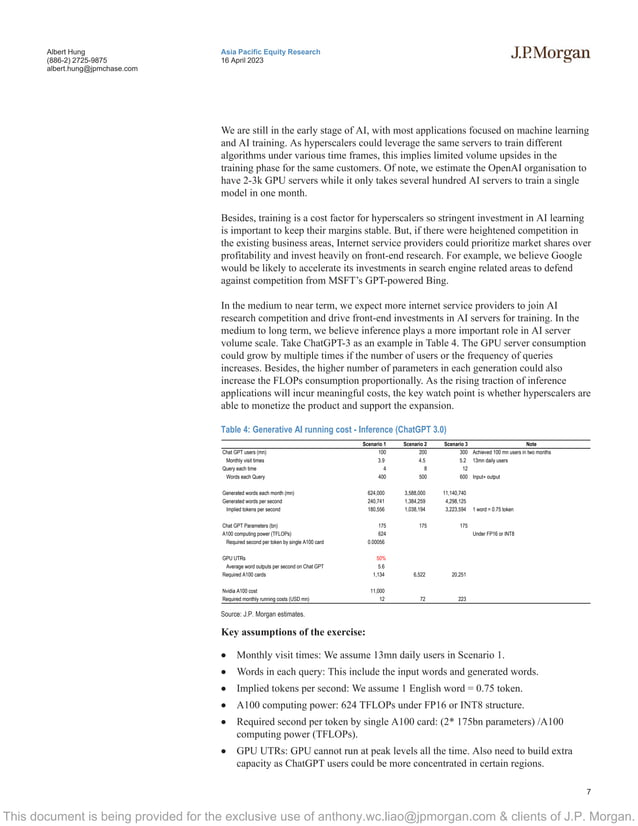 Albert Hung
(886-2) 2725-9875
albert.hung@jpmchase.com
Asia Pacific Equity Research
16 April 2023
J.P.Morgan
We are still in the early stage of AI, with most applications focused on machine learning
and AI training. As hyperscalers could leverage the same servers to train different
algorithms under various time frames, this implies limited volume upsides in the
training phase for the same customers. Of note, we estimate the OpenAI organisation to
have 2-3k GPU servers while it only takes several hundred AI servers to train a single
model in one month.
Besides, training is a cost factor for hyperscalers so stringent investment in AI learning
is important to keep their margins stable. But, if there were heightened competition in
the existing business areas, Internet service providers could prioritize market shares over
profitability and invest heavily on front-end research. For example, we believe Google
would be likely to accelerate its investments in search engine related areas to defend
against competition from MSFT's GPT-powered Bing.
In the medium to near term, we expect more internet service providers to join AI
research competition and drive front-end investments in AI servers for training. In the
medium to long term, we believe inference plays a more important role in AI server
volume scale. Take ChatGPT-3 as an example in Table 4. The GPU server consumption
could grow by multiple times if the number of users or the frequency of queries
increases. Besides, the higher number of parameters in each generation could also
increase the FLOPs consumption proportionally. As the rising traction of inference
applications will incur meaningful costs, the key watch point is whether hyperscalers are
able to monetize the product and support the expansion.
Table 4: Generative AI running cost - Inference (ChatGPT 3.0)
Scenario 1 Scenario 2 Scenario 3 Note
Chat GPT users (mn) 100 200 300 Achieved 100 mn users in two months
Monthly visit times 3.9 4.5 5.2 13mn daily users
Query each time 4 8 12
Words each Query 400 500 600 Input+ output
Generated words each month (mn) 624,000 3,588,000 11,140,740
Generated words per second 240,741 1,384,259 4,298,125
Implied tokens per second 180,556 1,038,194 3,223,594 1 word = 0.75 token
Chat GPT Parameters (bn) 175 175 175
A100 computing power (TFLOPs) 624 Under FP16 or INT8
Required second per token by single A100 card 0.00056
GPU UTRs 50%
Average word outputs per second on Chat GPT 5.6
Required A100 cards 1,134 6,522 20,251
Nvidia A100 cost 11,000
Required monthly running costs (USD mn) 12 72 223
Source: J.P. Morgan estimates.
Key assumptions of the exercise:
● Monthly visit times: We assume 13mn daily users in Scenario 1.
● Words in each query: This include the input words and generated words.
● Implied tokens per second: We assume 1 English word = 0.75 token.
● A100 computing power: 624 TFLOPs under FP16 or INT8 structure.
● Required second per token by single A100 card: (2* 175bn parameters) /A100
computing power (TFLOPs).
● GPU UTRs: GPU cannot run at peak levels all the time. Also need to build extra
capacity as ChatGPT users could be more concentrated in certain regions.
7
This document is being provided for the exclusive use of anthony.wc.liao@jpmorgan.com & clients of J.P. Morgan.